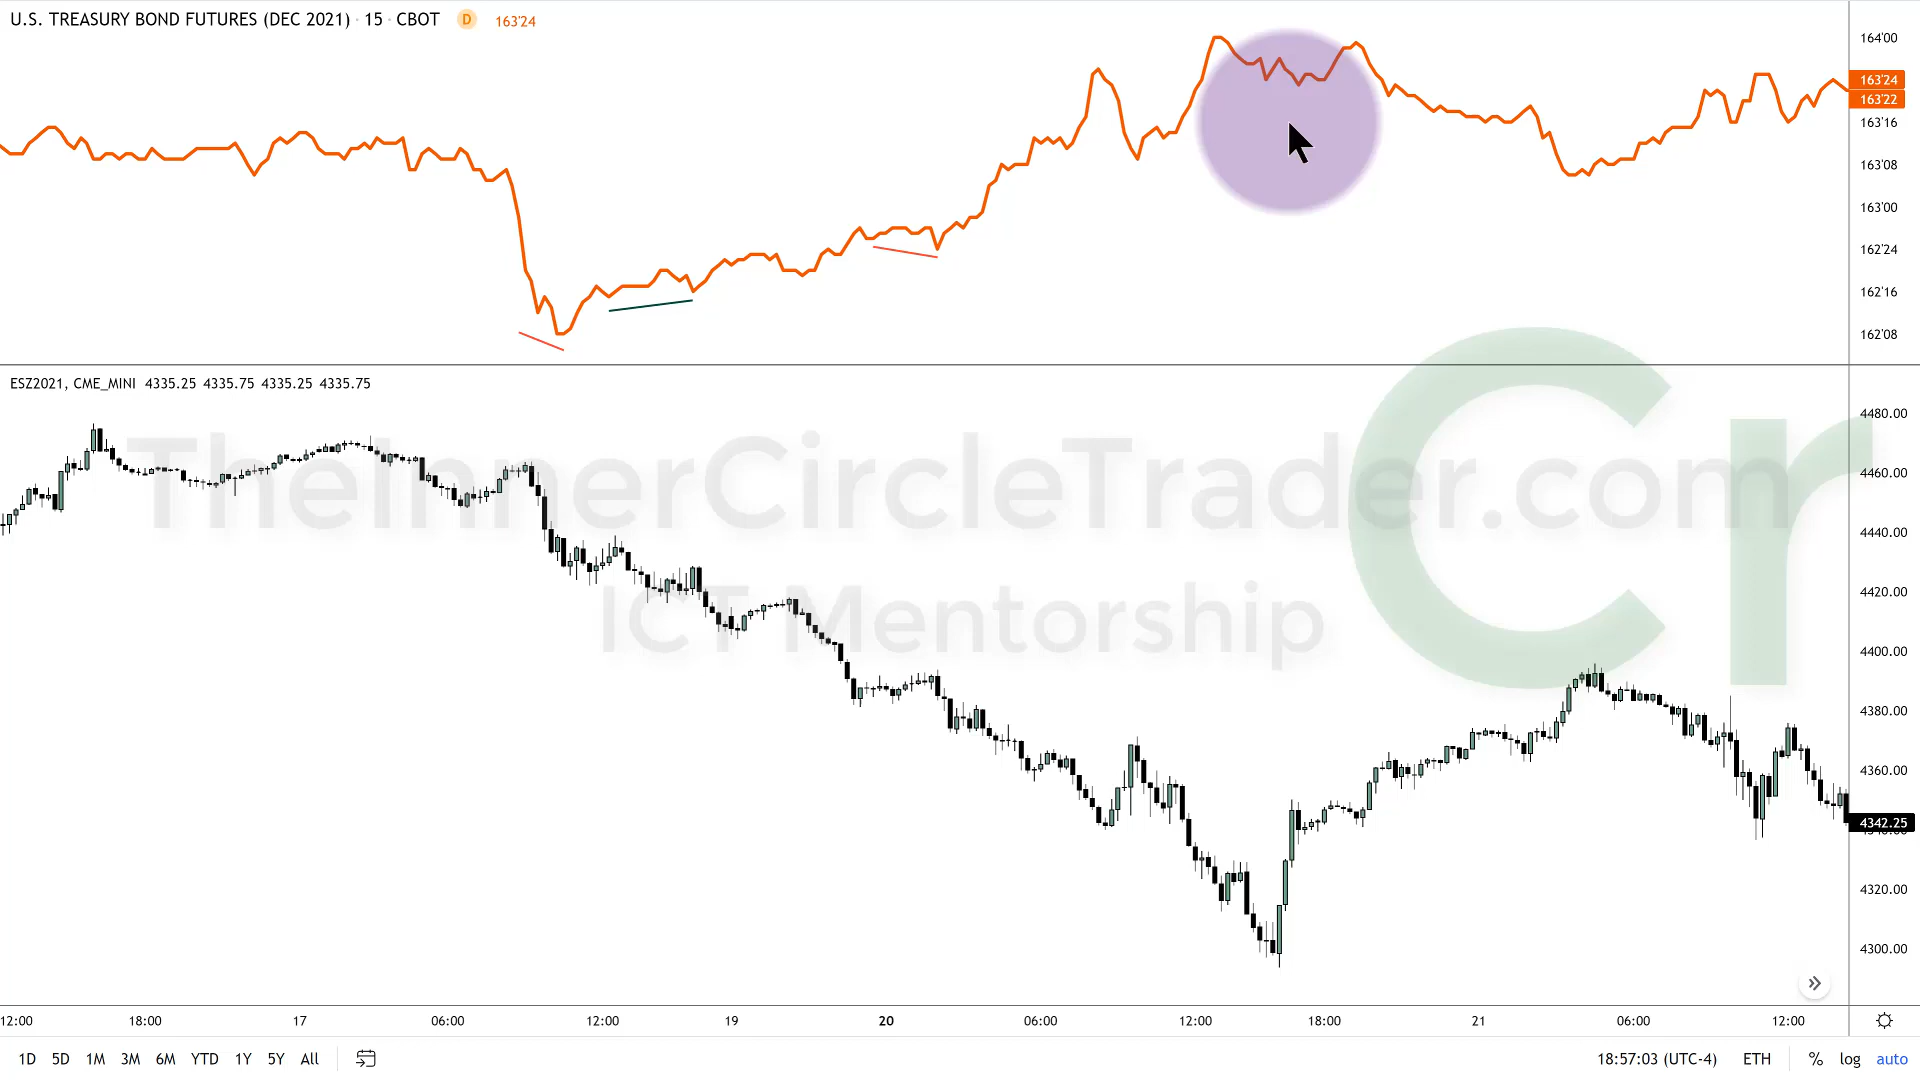 U.S. TREASURY BOND FUTURES (DEC 2021) · 15 · CBOT D 163'24
164'00
163'24
163'22
163'16
163'08
163'00
162'24
162'16
162'08
ESZ2021, CME_MINI 4335.25 4335.75 4335.25 4335.75
Cr
TheInnerCircleTrader.com
ICT Mentorship
4480.00
4460.00
4440.00
4420.00
4400.00
4380.00
4360.00
4342.25
4320.00
4300.00
12:00 18:00 17 06:00 12:00 19 20 06:00 12:00 18:00 21 06:00 12:00
1D 5D 1M 3M 6M YTD 1Y 5Y All 18:57:03 (UTC-4) ETH % log auto